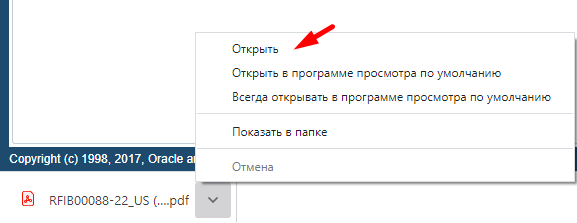 Открыть
Открыть в программе просмотра по умолчанию
Всегда открывать в программе просмотра по умолчанию
Показать в папке
Отмена
Copyright (c) 1998, 2017, Oracle
RFIB00088-22_US (....pdf